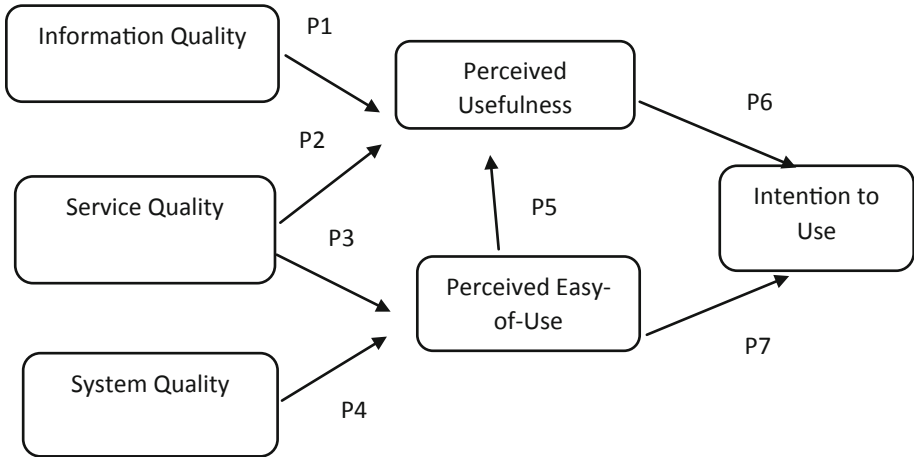 Information Quality
P1
Perceived
Usefulness
P6
P2
Service Quality
P3
P5
Intention to
Use
Perceived Easy-
of-Use
P7
System Quality
P4